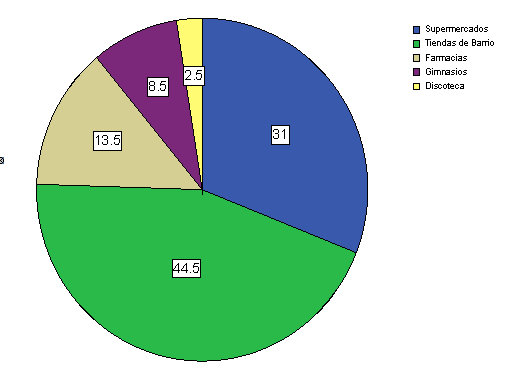 Supermercados
Tiendas de Barrio
Farmacias
Gimnasios
Discoteca
2.5
8.5
31
13.5
44.5